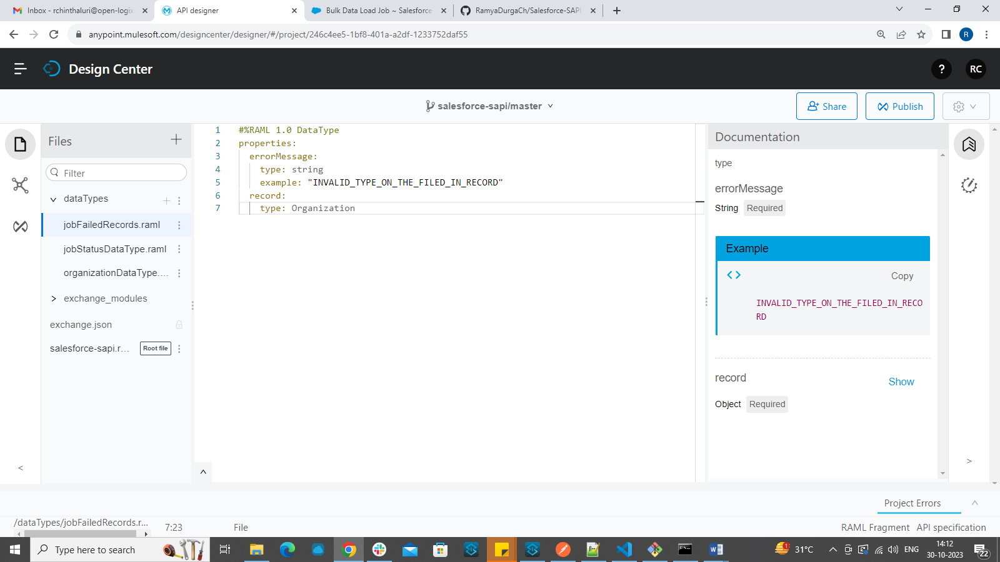 Inbox - rchinthaluri@open-logix
API designer
Bulk Data Load Job ~ Salesforce
RamyaDurgaCh/Salesforce-SAPI
anypoint.mulesoft.com/designcenter/designer/#/project/246c4ee5-1bf8-401a-a2df-1233752daf55
R
Design Center
?
RC
salesforce-sapi/master
Share
Publish
Files
Filter
dataTypes
jobFailedRecords.raml
jobStatusDataType.raml
organizationDataType....
exchange_modules
exchange.json
salesforce-sapi.r...
Root file
1 #%RAML 1.0 DataType
2 properties:
3 errorMessage:
4 type: string
5 example: "INVALID_TYPE_ON_THE_FILED_IN_RECORD"
6 record:
7 type: Organization
Documentation
type
errorMessage
String Required
Example
Copy
INVALID_TYPE_ON_THE_FILED_IN_RECO
RD
record
Show
Object Required
Project Errors
/dataTypes/jobFailedRecords.r...
7:23
File
RAML Fragment
API specification
Type here to search
1
31°C
ENG
14:12
30-10-2023
22